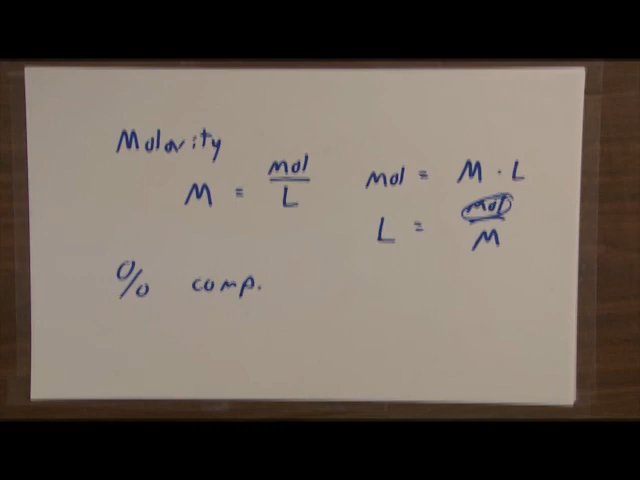 Molarity
M = mol/L
mol = M · L
L = mol/M
% comp.